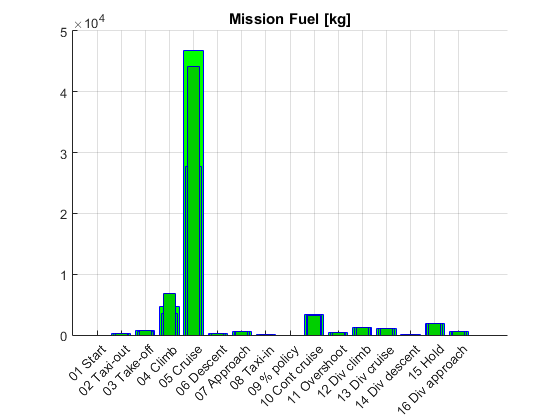 Mission Fuel [kg]
×10^4
5
4
3
2
1
0
01 Start
02 Taxi-out
03 Take-off
04 Climb
05 Cruise
06 Descent
07 Approach
08 Taxi-in
09 % policy
10 Cont cruise
11 Overshoot
12 Div climb
13 Div cruise
14 Div descent
15 Hold
16 Div approach